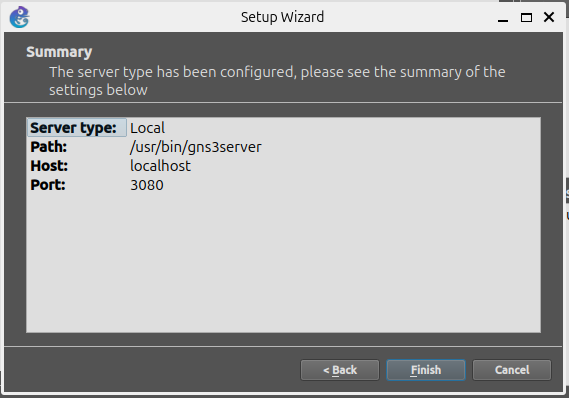 Setup Wizard
Summary
The server type has been configured, please see the summary of the
settings below
Server type: Local
Path: /usr/bin/gns3server
Host: localhost
Port: 3080
< Back
Finish
Cancel